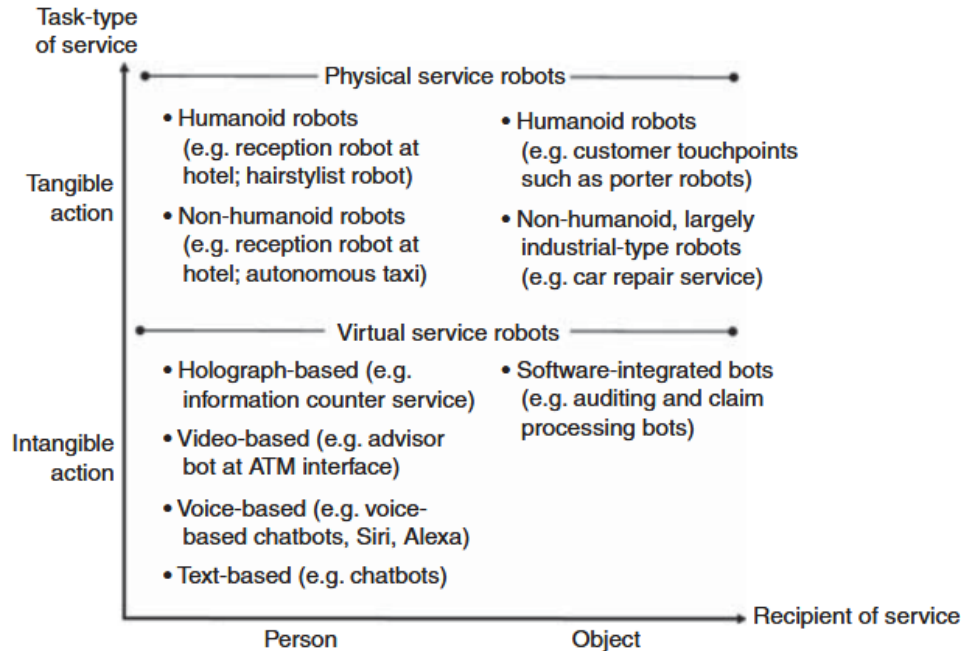 Task-type
of service
Physical service robots
• Humanoid robots
(e.g. reception robot at
hotel; hairstylist robot)
• Non-humanoid robots
(e.g. reception robot at
hotel; autonomous taxi)
• Humanoid robots
(e.g. customer touchpoints
such as porter robots)
• Non-humanoid, largely
industrial-type robots
(e.g. car repair service)
Tangible
action
Virtual service robots
• Holograph-based (e.g.
information counter service)
• Video-based (e.g. advisor
bot at ATM interface)
• Voice-based (e.g. voice-
based chatbots, Siri, Alexa)
• Text-based (e.g. chatbots)
• Software-integrated bots
(e.g. auditing and claim
processing bots)
Intangible
action
Person
Object
Recipient of service